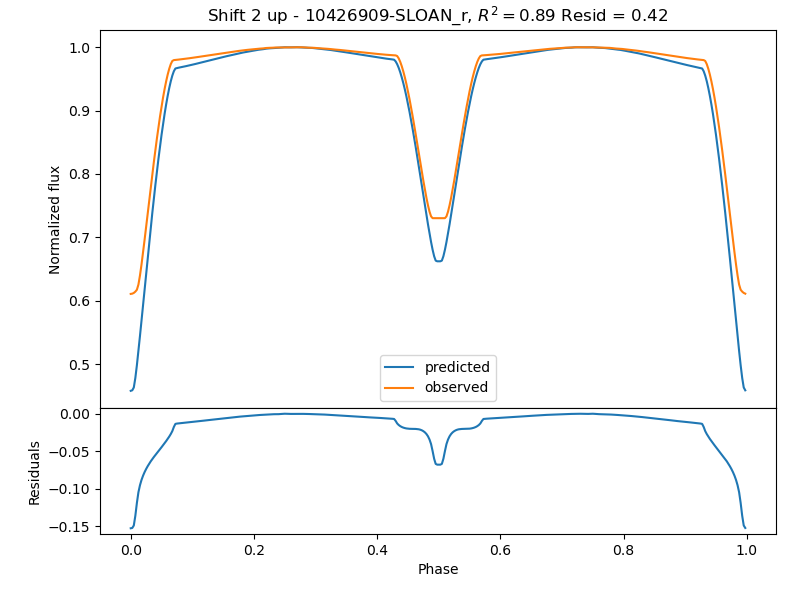 Shift 2 up - 10426909-SLOAN_r, R² = 0.89 Resid = 0.42
1.0
0.9
0.8
0.7
0.6
0.5
Normalized flux
predicted
observed
0.00
−0.05
−0.10
−0.15
Residuals
0.0 0.2 0.4 0.6 0.8 1.0
Phase